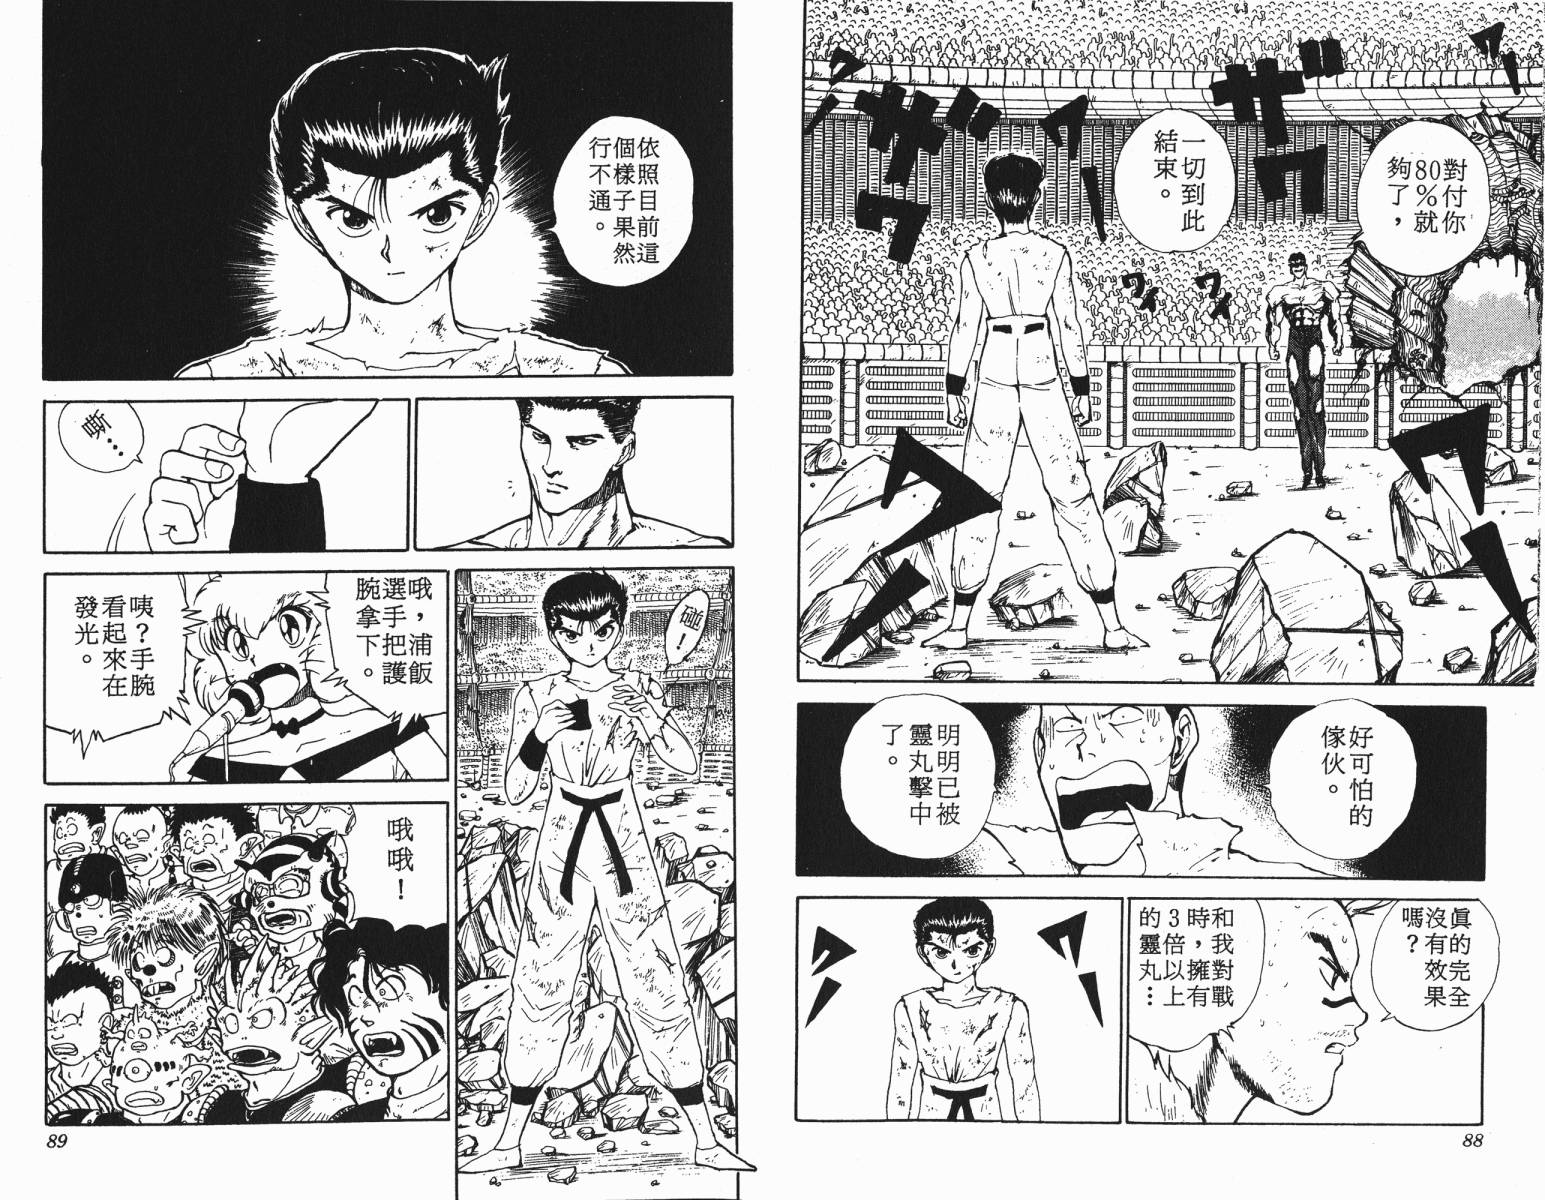 對付你
80%就
夠了，
一切到此
結束。
ザワ
ザワ
ザワ
ワイ
ワイ
好可怕的
傢伙。
明明已被
靈丸擊中
了。
眞的完全
沒有效果
嗎？
和我對戰
時，擁有
3倍以上
的靈丸…
88
依照目前這
個樣子果然
行不通。
嘶…
碰！
哦，浦飯
選手把護
腕拿下。
咦？手腕
看起來在
發光。
哦哦！
89